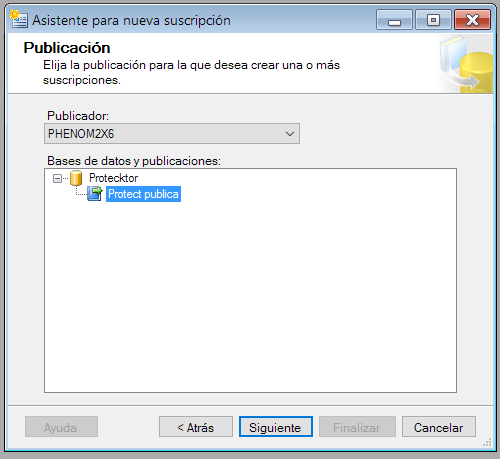 Asistente para nueva suscripción
Publicación
Elija la publicación para la que desea crear una o más
suscripciones.
Publicador:
PHENOM2X6
Bases de datos y publicaciones:
Protecktor
Protect publica
Ayuda
< Atrás
Siguiente
Finalizar
Cancelar